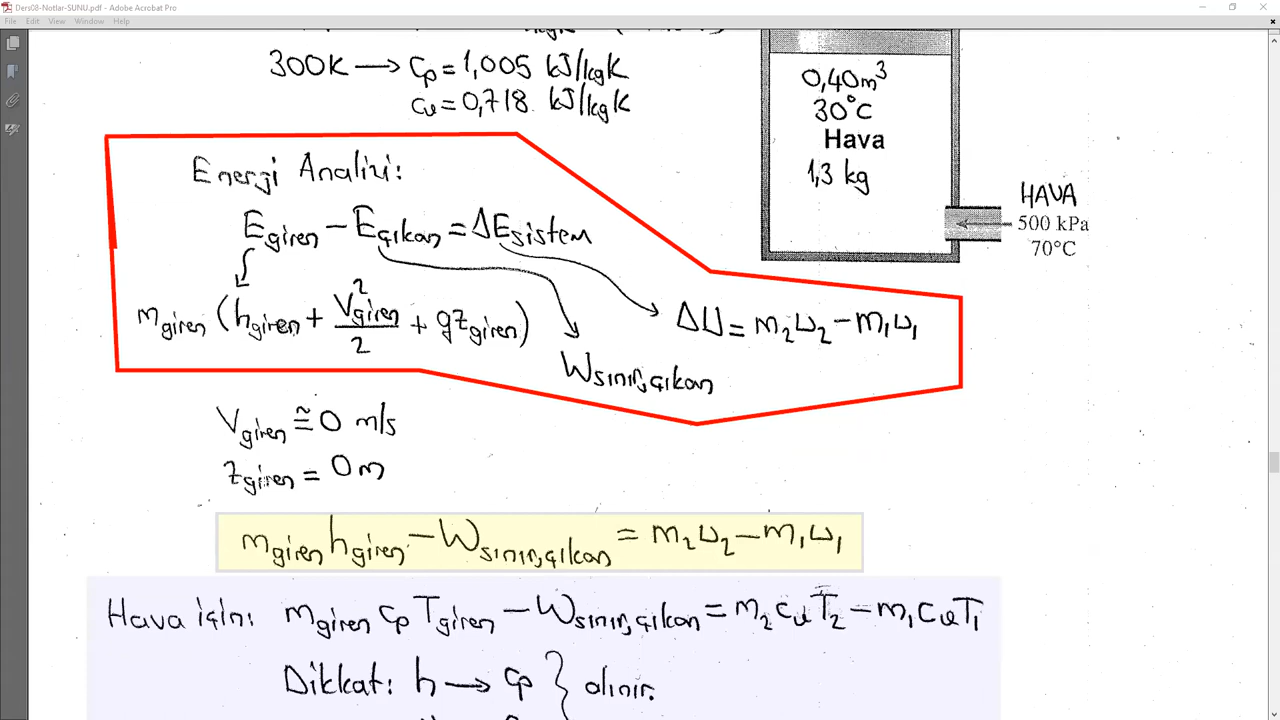 Ders08-Notlar-SUNU.pdf - Adobe Acrobat Pro
File Edit View Window Help
300K → Cp = 1,005 kJ/kgK
Cv = 0,718 kJ/kgK
0,40 m³
30°C
Hava
1,3 kg
HAVA
500 kPa
70°C
Energi Analizi:
Egiren − Eçıkan = ΔEsistem
mgiren (hgiren + V²giren/2 + gzgiren)
ΔU = m₂u₂ − m₁u₁
Wsınır,çıkan
Vgiren ≅ 0 m/s
zgiren = 0 m
mgiren hgiren − Wsınır,çıkan = m₂u₂ − m₁u₁
Hava için: mgiren Cp Tgiren − Wsınır,çıkan = m₂ Cv T₂ − m₁ Cv T₁
Dikkat: h → Cp } alınır.